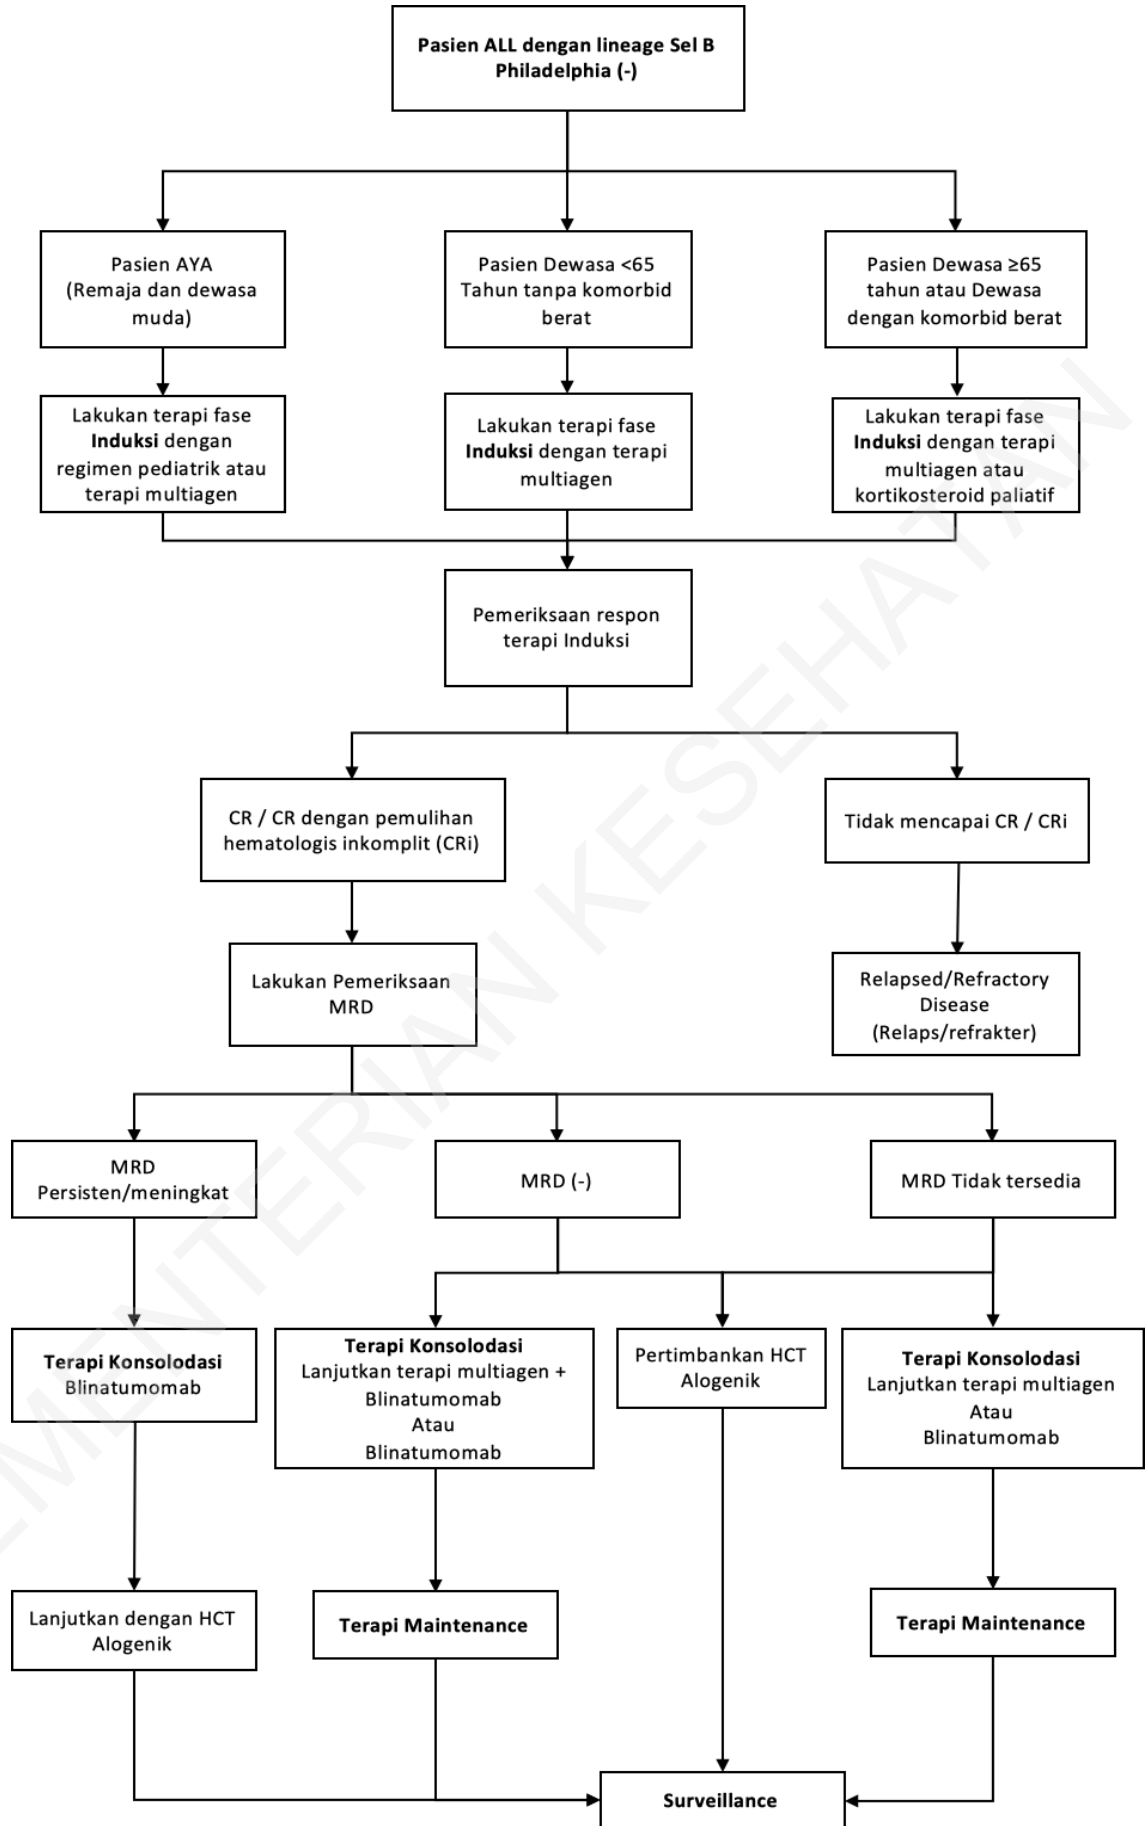 Pasien ALL dengan lineage Sel B
Philadelphia (-)
Pasien AYA
(Remaja dan dewasa
muda)
Pasien Dewasa <65
Tahun tanpa komorbid
berat
Pasien Dewasa ≥65
tahun atau Dewasa
dengan komorbid berat
Lakukan terapi fase
Induksi dengan
regimen pediatrik atau
terapi multiagen
Lakukan terapi fase
Induksi dengan terapi
multiagen
Lakukan terapi fase
Induksi dengan terapi
multiagen atau
kortikosteroid paliatif
Pemeriksaan respon
terapi Induksi
CR / CR dengan pemulihan
hematologis inkomplit (CRi)
Tidak mencapai CR / CRi
Lakukan Pemeriksaan
MRD
Relapsed/Refractory
Disease
(Relaps/refrakter)
MRD
Persisten/meningkat
MRD (-)
MRD Tidak tersedia
Terapi Konsolodasi
Blinatumomab
Terapi Konsolodasi
Lanjutkan terapi multiagen +
Blinatumomab
Atau
Blinatumomab
Pertimbankan HCT
Alogenik
Terapi Konsolodasi
Lanjutkan terapi multiagen
Atau
Blinatumomab
Lanjutkan dengan HCT
Alogenik
Terapi Maintenance
Terapi Maintenance
Surveillance
EMENTERIAN KESEHATAN